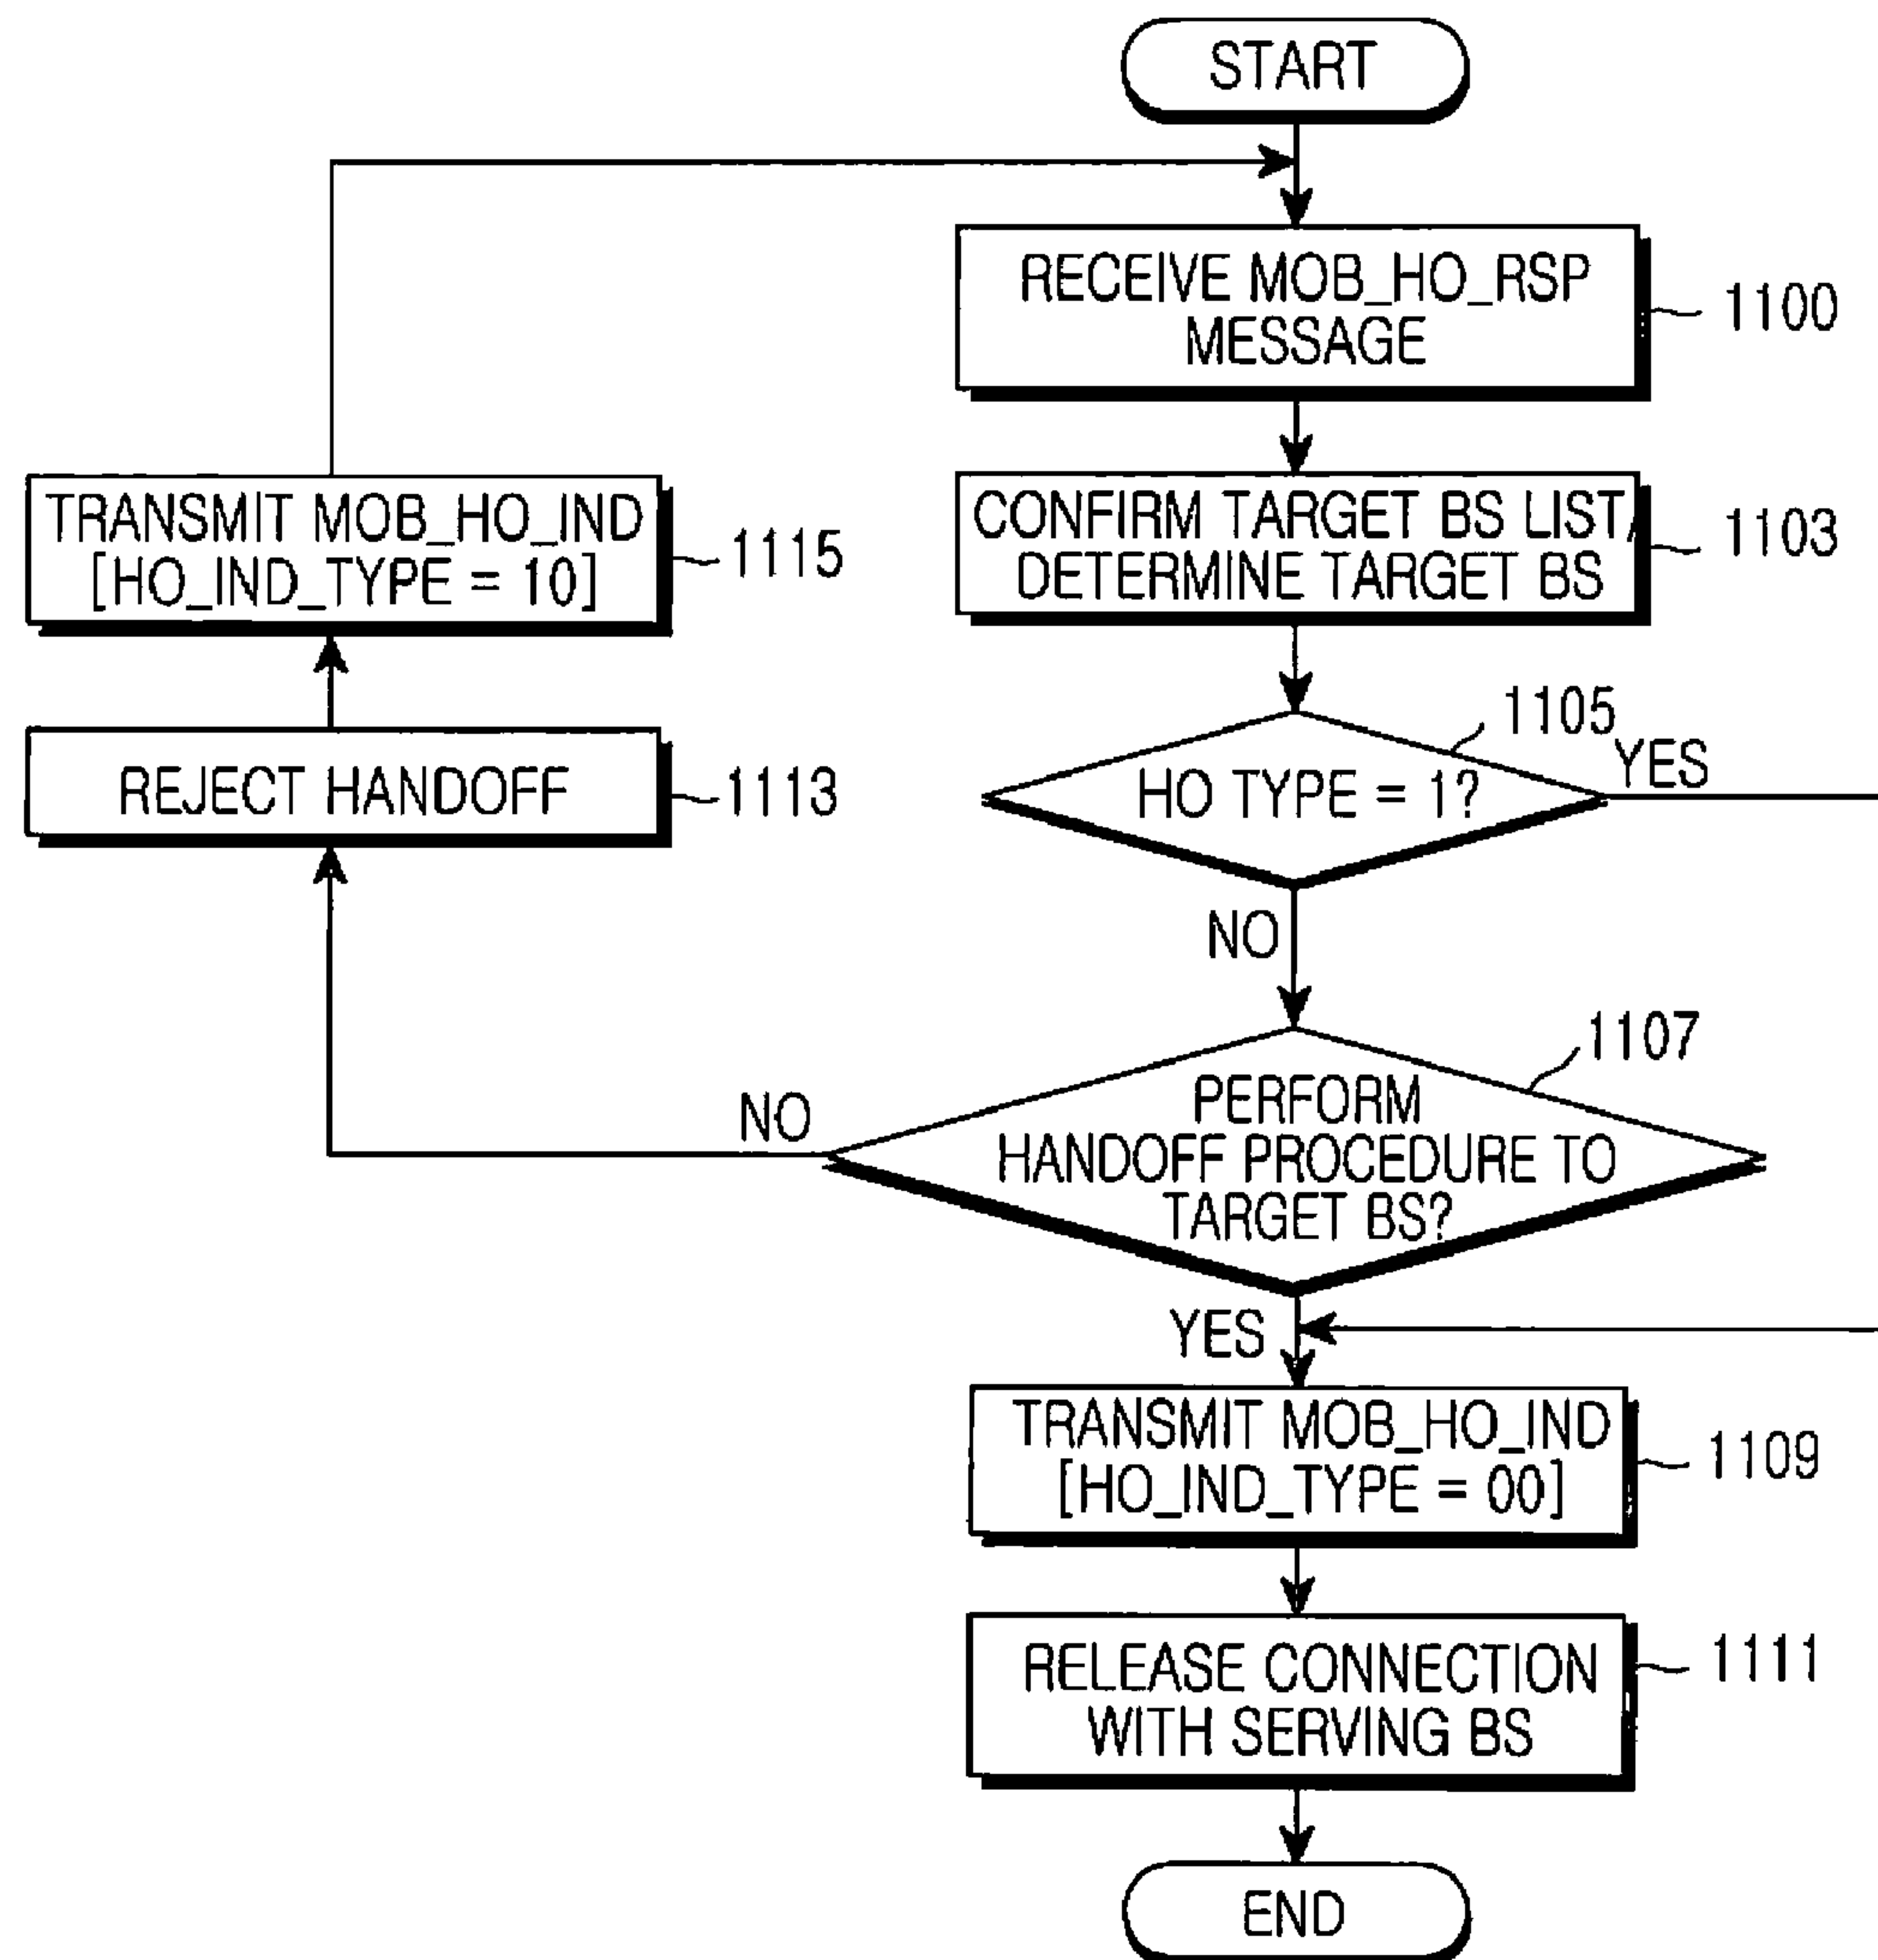 START
RECEIVE MOB_HO_RSP
MESSAGE
1100
CONFIRM TARGET BS LIST/
DETERMINE TARGET BS
1103
TRANSMIT MOB_HO_IND
[HO_IND_TYPE = 10]
1115
REJECT HANDOFF
1113
1105
HO TYPE = 1?
YES
NO
1107
PERFORM
HANDOFF PROCEDURE TO
TARGET BS?
NO
YES
TRANSMIT MOB_HO_IND
[HO_IND_TYPE = 00]
1109
RELEASE CONNECTION
WITH SERVING BS
1111
END